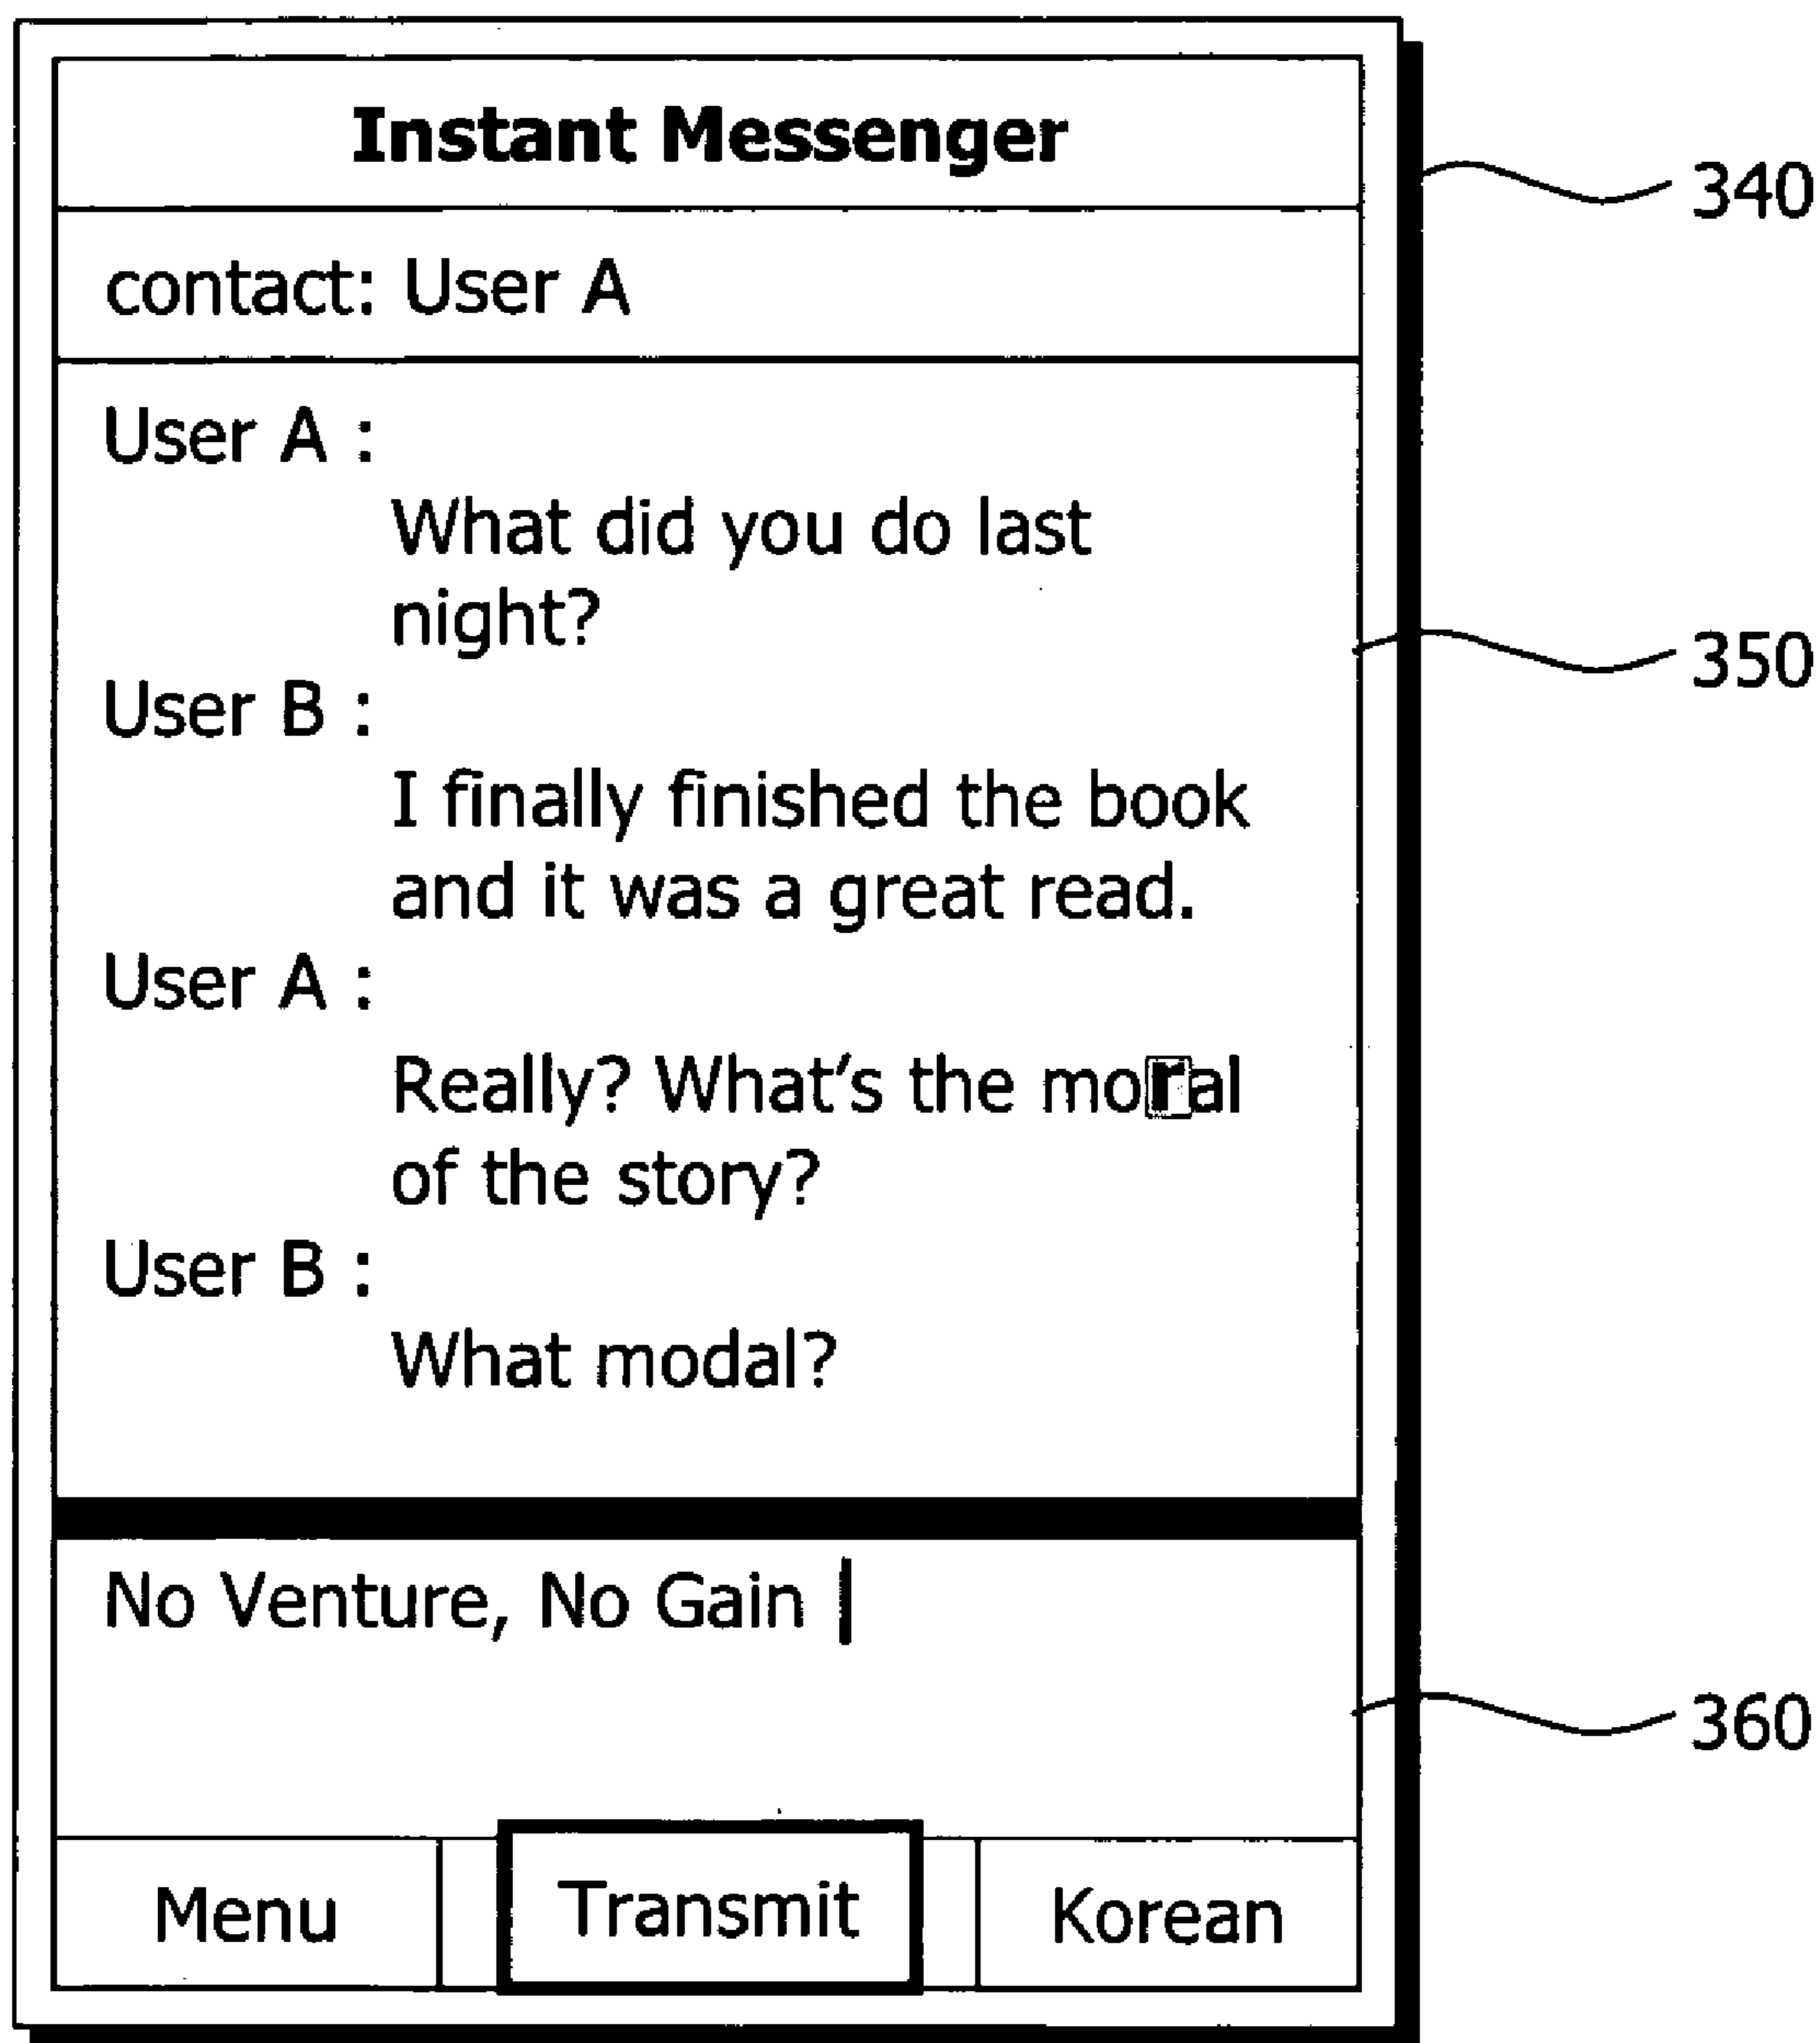 Instant Messenger
340
contact: User A
User A :
What did you do last
night?
350
User B :
I finally finished the book
and it was a great read.
User A :
Really? What's the moral
of the story?
User B :
What modal?
No Venture, No Gain
360
Menu
Transmit
Korean